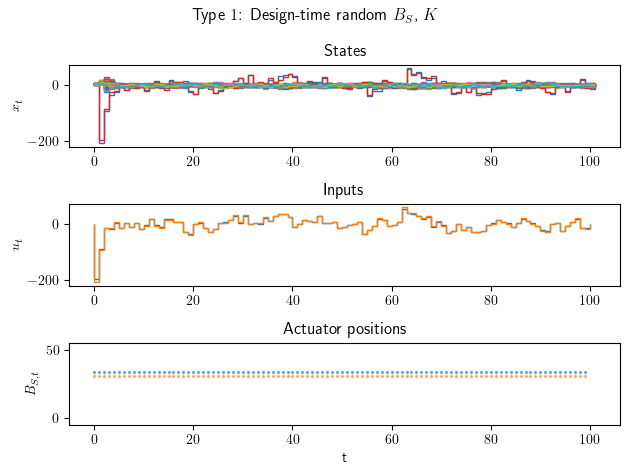 Type 1: Design-time random $B_S$, $K$
States
$x_t$
0
−200
0 20 40 60 80 100
Inputs
$u_t$
0
−200
0 20 40 60 80 100
Actuator positions
$B_{S,t}$
50
0
0 20 40 60 80 100
t